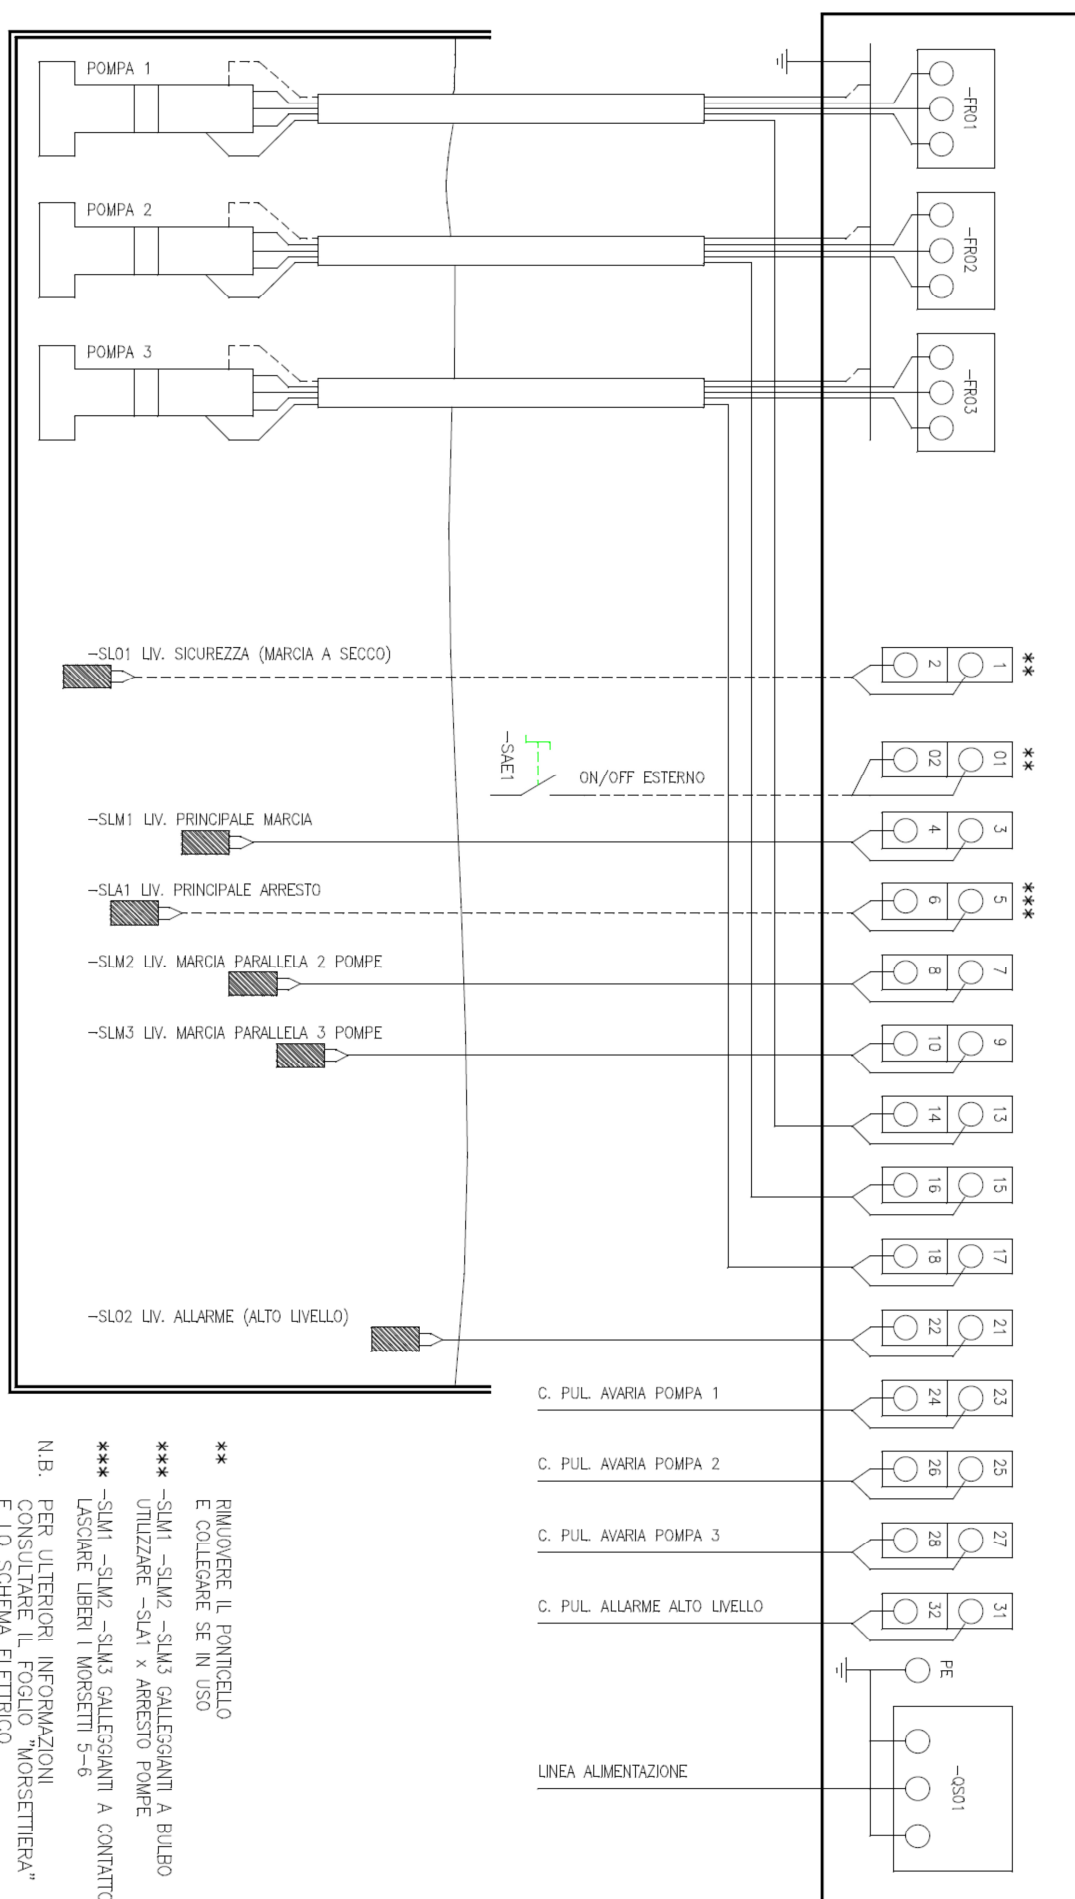 POMPA 1
-FR01
POMPA 2
-FR02
POMPA 3
-FR03
-SL01 LIV. SICUREZZA (MARCIA A SECCO)
2 1 **
-SAE1
ON/OFF ESTERNO
02 01 **
-SLM1 LIV. PRINCIPALE MARCIA
4 3
-SLA1 LIV. PRINCIPALE ARRESTO
6 5 ***
-SLM2 LIV. MARCIA PARALLELA 2 POMPE
8 7
-SLM3 LIV. MARCIA PARALLELA 3 POMPE
10 9
14 13
16 15
18 17
-SL02 LIV. ALLARME (ALTO LIVELLO)
22 21
C. PUL. AVARIA POMPA 1
24 23
C. PUL. AVARIA POMPA 2
26 25
C. PUL. AVARIA POMPA 3
28 27
C. PUL. ALLARME ALTO LIVELLO
32 31
PE
LINEA ALIMENTAZIONE
-QS01
** RIMUOVERE IL PONTICELLO
E COLLEGARE SE IN USO
*** -SLM1 -SLM2 -SLM3 GALLEGGIANTI A BULBO
UTILIZZARE -SLA1 x ARRESTO POMPE
*** -SLM1 -SLM2 -SLM3 GALLEGGIANTI A CONTATTO
LASCIARE LIBERI I MORSETTI 5-6
N.B. PER ULTERIORI INFORMAZIONI
CONSULTARE IL FOGLIO "MORSETTIERA"
E LO SCHEMA ELETTRICO